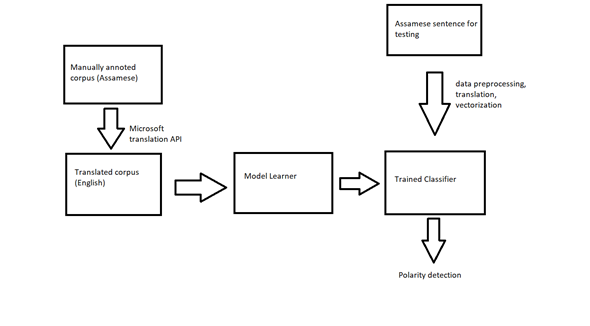 Assamese sentence for
testing
Manually annoted
corpus (Assamese)
data preprocessing,
translation,
vectorization
Microsoft
translation API
Translated corpus
(English)
Model Learner
Trained Classifier
Polarity detection